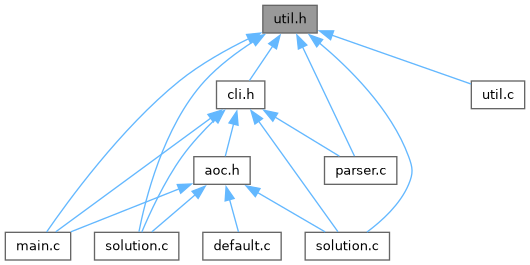 util.h
cli.h
util.c
aoc.h
parser.c
main.c
solution.c
default.c
solution.c